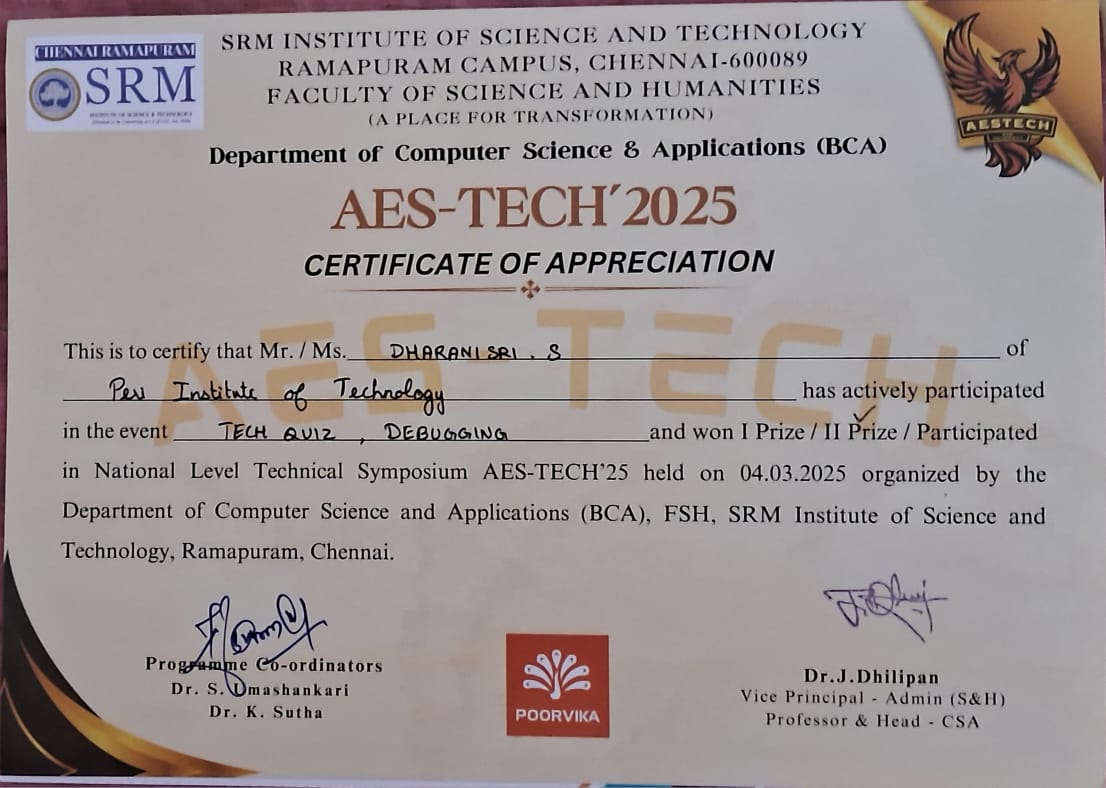 CHENNAI RAMAPURAM
SRM
INSTITUTE OF SCIENCE & TECHNOLOGY
SRM INSTITUTE OF SCIENCE AND TECHNOLOGY
RAMAPURAM CAMPUS, CHENNAI-600089
FACULTY OF SCIENCE AND HUMANITIES
(A PLACE FOR TRANSFORMATION)
Department of Computer Science & Applications (BCA)
AESTECH
AES-TECH'2025
CERTIFICATE OF APPRECIATION
AES-TECH
This is to certify that Mr. / Ms. DHARANI SRI . S of
Peri Institute of Technology has actively participated
in the event TECH QUIZ , DEBUGGING and won I Prize / II Prize / Participated
in National Level Technical Symposium AES-TECH'25 held on 04.03.2025 organized by the
Department of Computer Science and Applications (BCA), FSH, SRM Institute of Science and
Technology, Ramapuram, Chennai.
Programme Co-ordinators
Dr. S. Umashankari
Dr. K. Sutha
POORVIKA
Dr.J.Dhilipan
Vice Principal - Admin (S&H)
Professor & Head - CSA